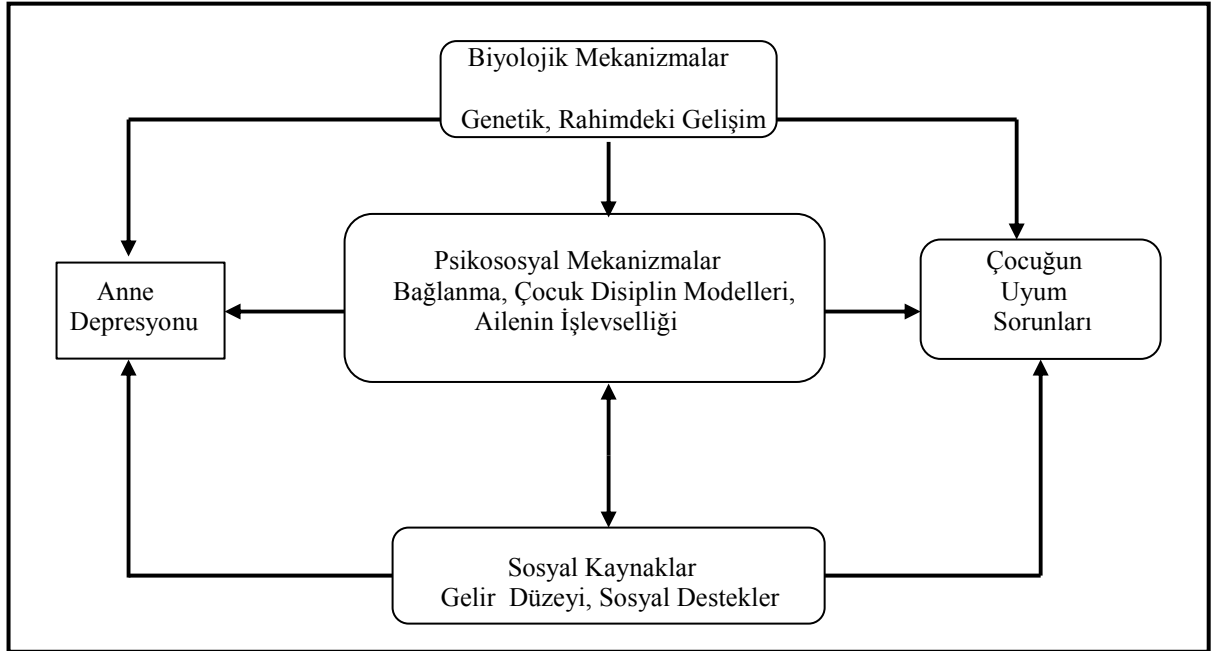 Biyolojik Mekanizmalar
Genetik, Rahimdeki Gelişim
Psikososyal Mekanizmalar
Bağlanma, Çocuk Disiplin Modelleri,
Ailenin İşlevselliği
Anne
Depresyonu
Çocuğun
Uyum
Sorunları
Sosyal Kaynaklar
Gelir Düzeyi, Sosyal Destekler